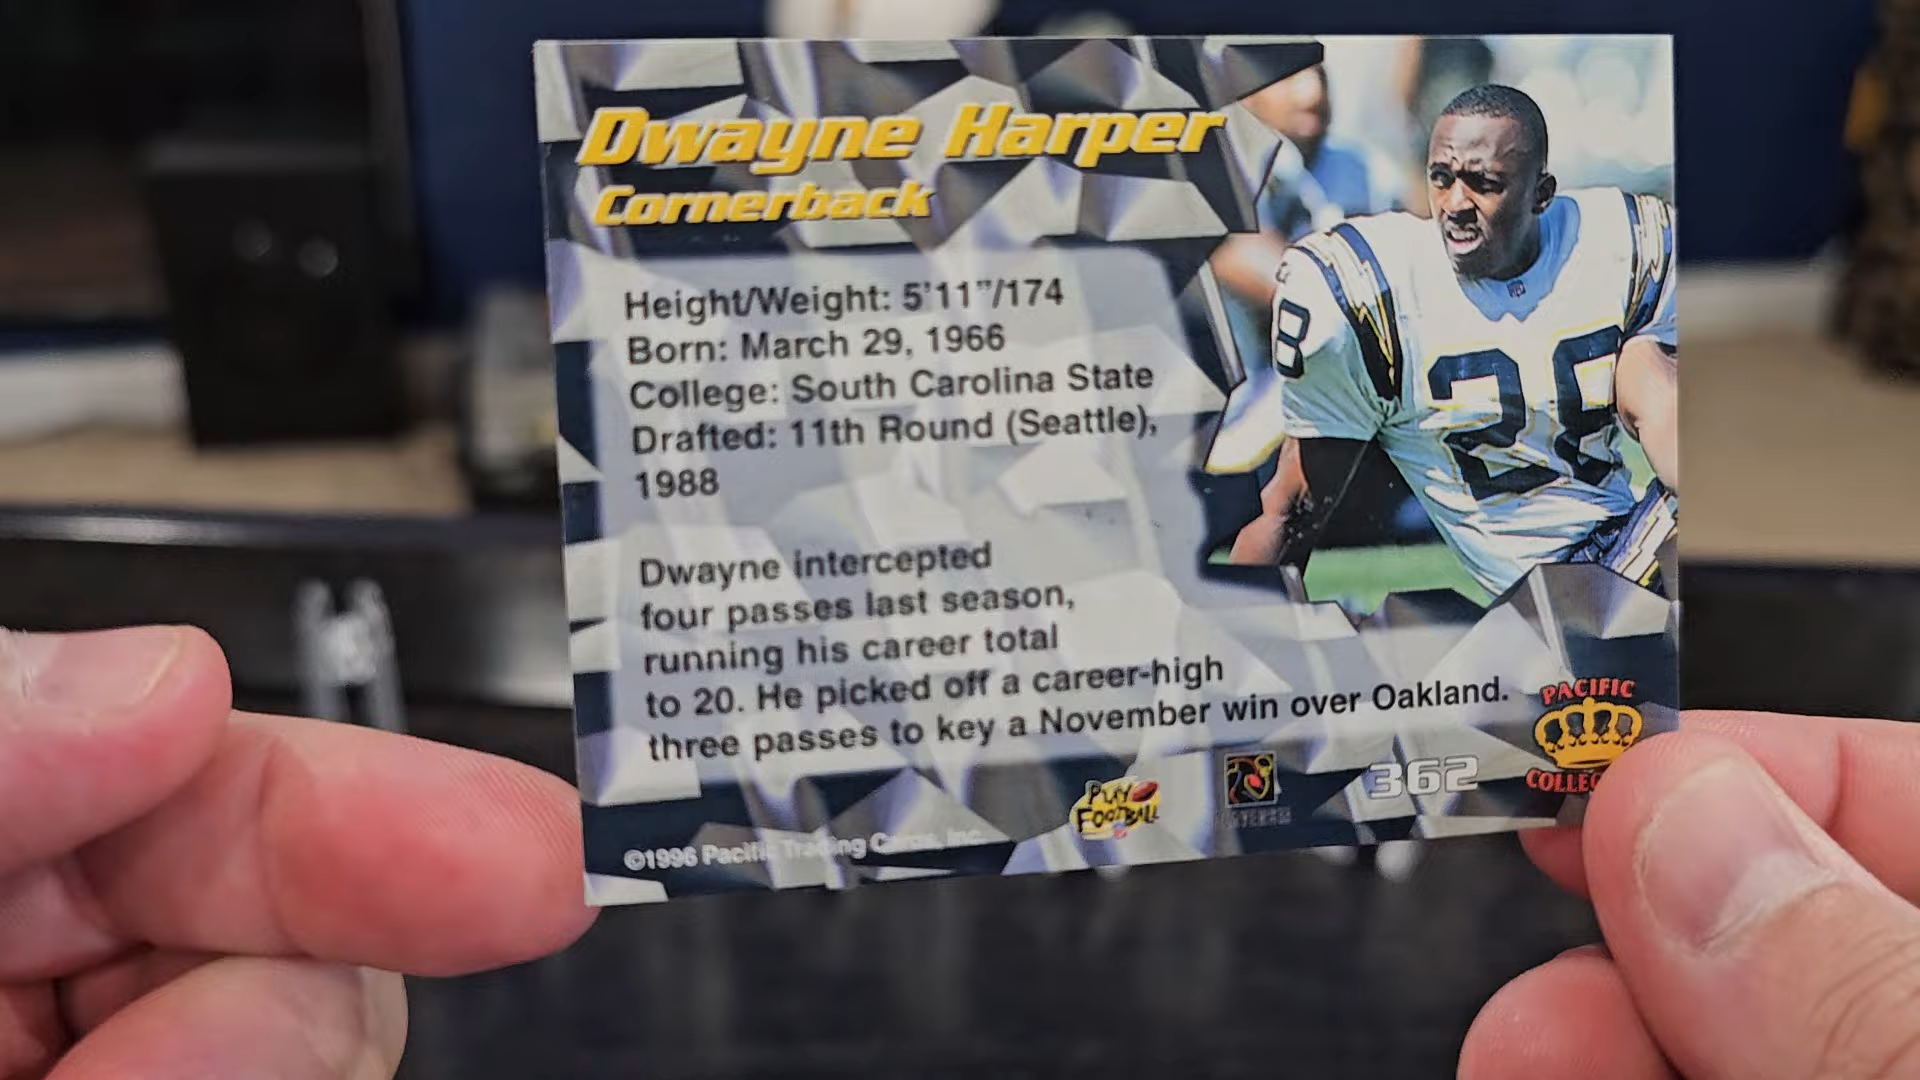 Dwayne Harper
Cornerback
Height/Weight: 5'11"/174
Born: March 29, 1966
College: South Carolina State
Drafted: 11th Round (Seattle),
1988
Dwayne intercepted
four passes last season,
running his career total
to 20. He picked off a career-high
three passes to key a November win over Oakland.
8
28
PACIFIC
PLAY
FOOTBALL
362
©1996 Pacific Trading Cards, Inc.